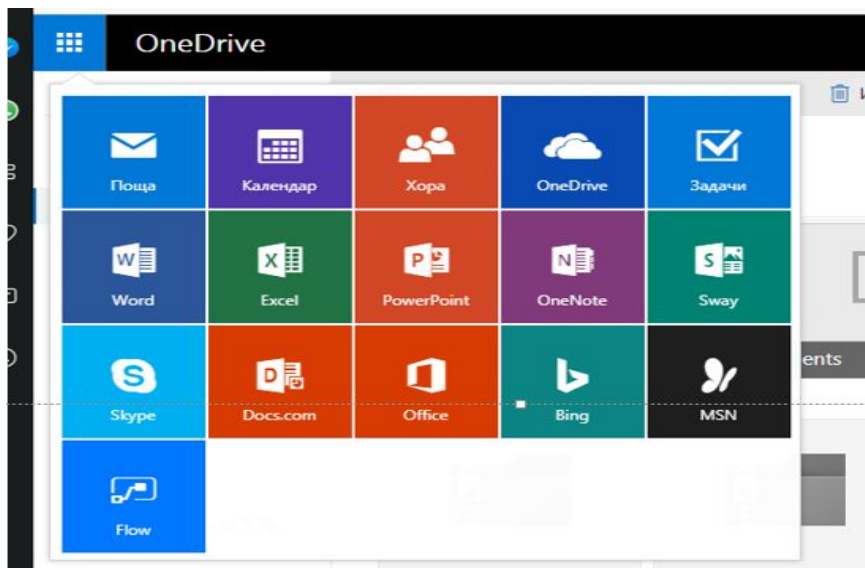 OneDrive
Поща Календар Хора OneDrive Задачи
Word Excel PowerPoint OneNote Sway
Skype Docs.com Office Bing MSN
Flow